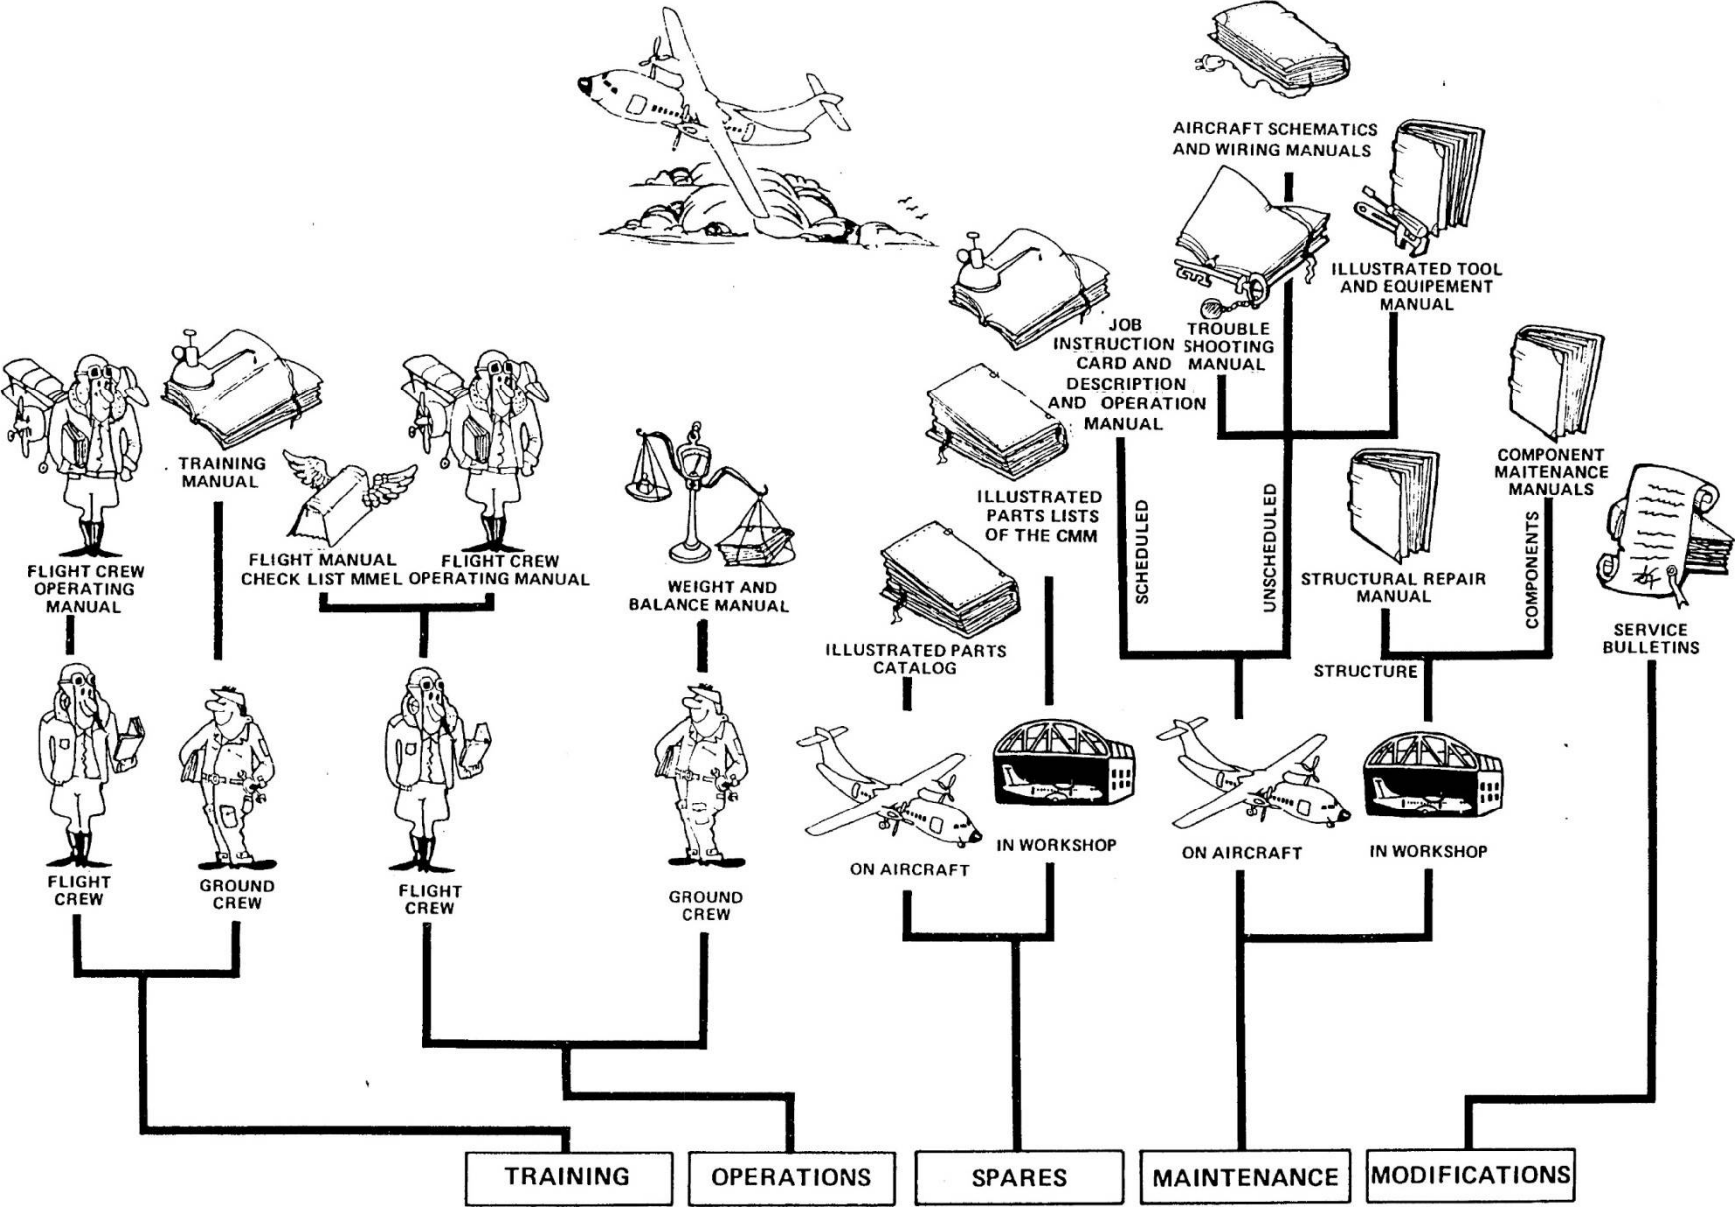 AIRCRAFT SCHEMATICS
AND WIRING MANUALS
ILLUSTRATED TOOL
AND EQUIPEMENT
MANUAL
JOB
INSTRUCTION
CARD AND
DESCRIPTION
AND OPERATION
MANUAL
TROUBLE
SHOOTING
MANUAL
TRAINING
MANUAL
COMPONENT
MAITENANCE
MANUALS
ILLUSTRATED
PARTS LISTS
OF THE CMM
SCHEDULED
UNSCHEDULED
COMPONENTS
FLIGHT CREW
OPERATING
MANUAL
FLIGHT MANUAL
CHECK LIST MMEL
FLIGHT CREW
OPERATING MANUAL
WEIGHT AND
BALANCE MANUAL
STRUCTURAL REPAIR
MANUAL
ILLUSTRATED PARTS
CATALOG
SERVICE
BULLETINS
STRUCTURE
FLIGHT
CREW
GROUND
CREW
FLIGHT
CREW
GROUND
CREW
ON AIRCRAFT
IN WORKSHOP
ON AIRCRAFT
IN WORKSHOP
TRAINING
OPERATIONS
SPARES
MAINTENANCE
MODIFICATIONS